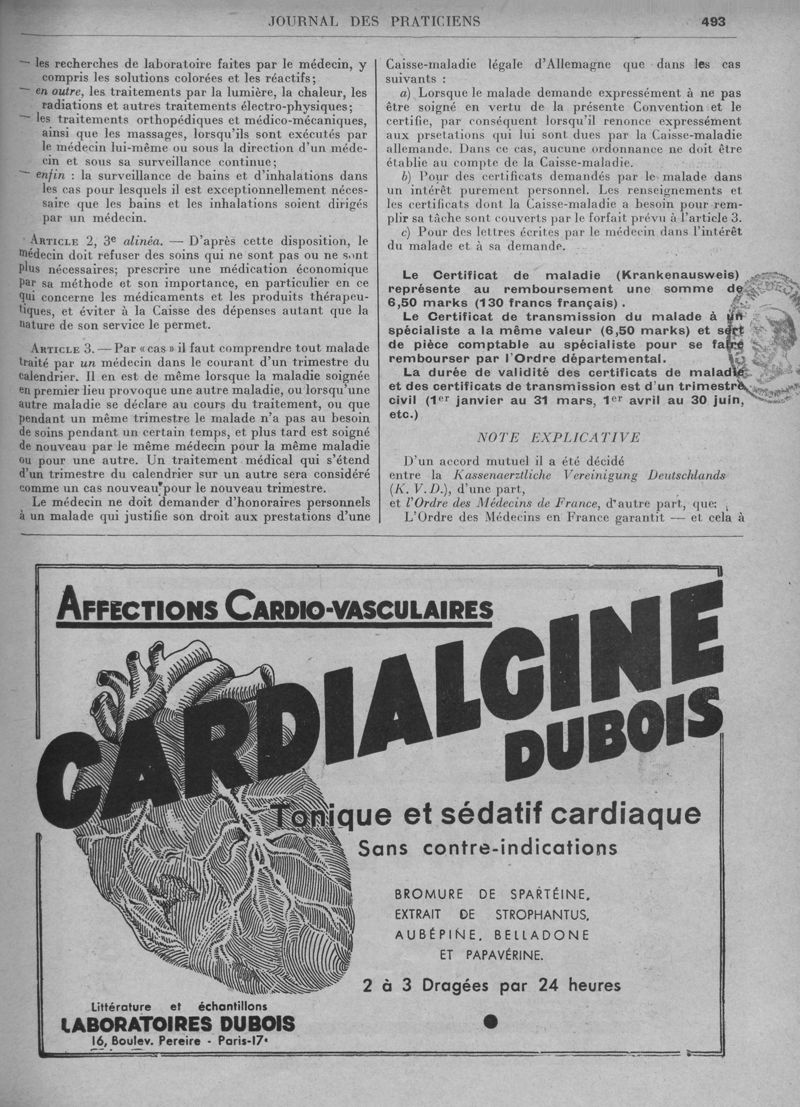 JOURNAL DES PRATICIENS 493
— les recherches de laboratoire faites par le médecin, y
compris les solutions colorées et les réactifs;
— en outre, les traitements par la lumière, la chaleur, les
radiations et autres traitements électro-physiques;
— les traitements orthopédiques et médico-mécaniques,
ainsi que les massages, lorsqu'ils sont exécutés par
le médecin lui-même ou sous la direction d'un méde-
cin et sous sa surveillance continue;
— enfin : la surveillance de bains et d'inhalations dans
les cas pour lesquels il est exceptionnellement néces-
saire que les bains et les inhalations soient dirigés
par un médecin.
ARTICLE 2, 3e alinéa. — D'après cette disposition, le
médecin doit refuser des soins qui ne sont pas ou ne sont
plus nécessaires; prescrire une médication économique
par sa méthode et son importance, en particulier en ce
qui concerne les médicaments et les produits thérapeu-
tiques, et éviter à la Caisse des dépenses autant que la
nature de son service le permet.
ARTICLE 3. — Par « cas » il faut comprendre tout malade
traité par un médecin dans le courant d'un trimestre du
calendrier. Il en est de même lorsque la maladie soignée
en premier lieu provoque une autre maladie, ou lorsqu'une
autre maladie se déclare au cours du traitement, ou que
pendant un même trimestre le malade n'a pas au besoin
de soins pendant un certain temps, et plus tard est soigné
de nouveau par le même médecin pour la même maladie
ou pour une autre. Un traitement médical qui s'étend
d'un trimestre du calendrier sur un autre sera considéré
comme un cas nouveau pour le nouveau trimestre.
Le médecin ne doit demander d'honoraires personnels
à un malade qui justifie son droit aux prestations d'une
Caisse-maladie légale d'Allemagne que dans les cas
suivants :
a) Lorsque le malade demande expressément à ne pas
être soigné en vertu de la présente Convention et le
certifie, par conséquent lorsqu'il renonce expressément
aux prsetations qui lui sont dues par la Caisse-maladie
allemande. Dans ce cas, aucune ordonnance ne doit être
établie au compte de la Caisse-maladie.
b) Pour des certificats demandés par le malade dans
un intérêt purement personnel. Les renseignements et
les certificats dont la Caisse-maladie a besoin pour rem-
plir sa tâche sont couverts par le forfait prévu à l'article 3.
c) Pour des lettres écrites par le médecin dans l'intérêt
du malade et à sa demande.
Le Certificat de maladie (Krankenausweis)
représente au remboursement une somme de
6,50 marks (130 francs français).
Le Certificat de transmission du malade à un
spécialiste a la même valeur (6,50 marks) et sert
de pièce comptable au spécialiste pour se faire
rembourser par l'Ordre départemental.
La durée de validité des certificats de maladie
et des certificats de transmission est d'un trimestre
civil (1er janvier au 31 mars, 1er avril au 30 juin,
etc.)
NOTE EXPLICATIVE
D'un accord mutuel il a été décidé
entre la Kassenaerztliche Vereinigung Deutschlands
(K. V. D.), d'une part,
et l'Ordre des Médecins de France, d'autre part, que:
L'Ordre des Médecins en France garantit — et cela à
AFFECTIONS CARDIO-VASCULAIRES
CARDIALGINE
DUBOIS
Tonique et sédatif cardiaque
Sans contre-indications
BROMURE DE SPARTÉINE,
EXTRAIT DE STROPHANTUS,
AUBÉPINE, BELLADONE
ET PAPAVÉRINE.
2 à 3 Dragées par 24 heures
Littérature et échantillons
LABORATOIRES DUBOIS
16, Boulev. Pereire - Paris-17e